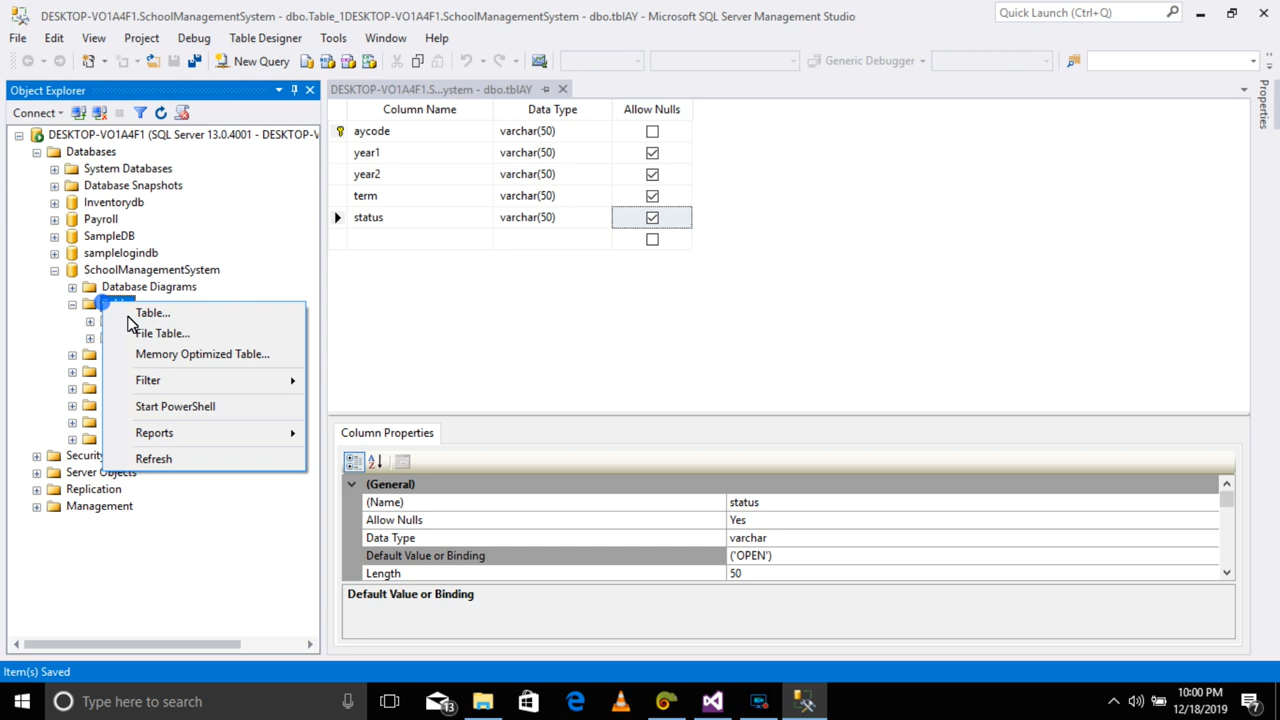 DESKTOP-VO1A4F1.SchoolManagementSystem - dbo.Table_1DESKTOP-VO1A4F1.SchoolManagementSystem - dbo.tblAY - Microsoft SQL Server Management Studio
Quick Launch (Ctrl+Q)
File Edit View Project Debug Table Designer Tools Window Help
New Query
Generic Debugger
Object Explorer
Connect
DESKTOP-VO1A4F1 (SQL Server 13.0.4001 - DESKTOP-V
Databases
System Databases
Database Snapshots
Inventorydb
Payroll
SampleDB
samplelogindb
SchoolManagementSystem
Database Diagrams
Table...
File Table...
Memory Optimized Table...
Filter
Start PowerShell
Reports
Refresh
Security
Server Objects
Replication
Management
DESKTOP-VO1A4F1.S...ystem - dbo.tblAY
Column Name Data Type Allow Nulls
aycode varchar(50)
year1 varchar(50)
year2 varchar(50)
term varchar(50)
status varchar(50)
Column Properties
(General)
(Name) status
Allow Nulls Yes
Data Type varchar
Default Value or Binding ('OPEN')
Length 50
Default Value or Binding
Properties
Item(s) Saved
Type here to search
13
10:00 PM
12/18/2019
7